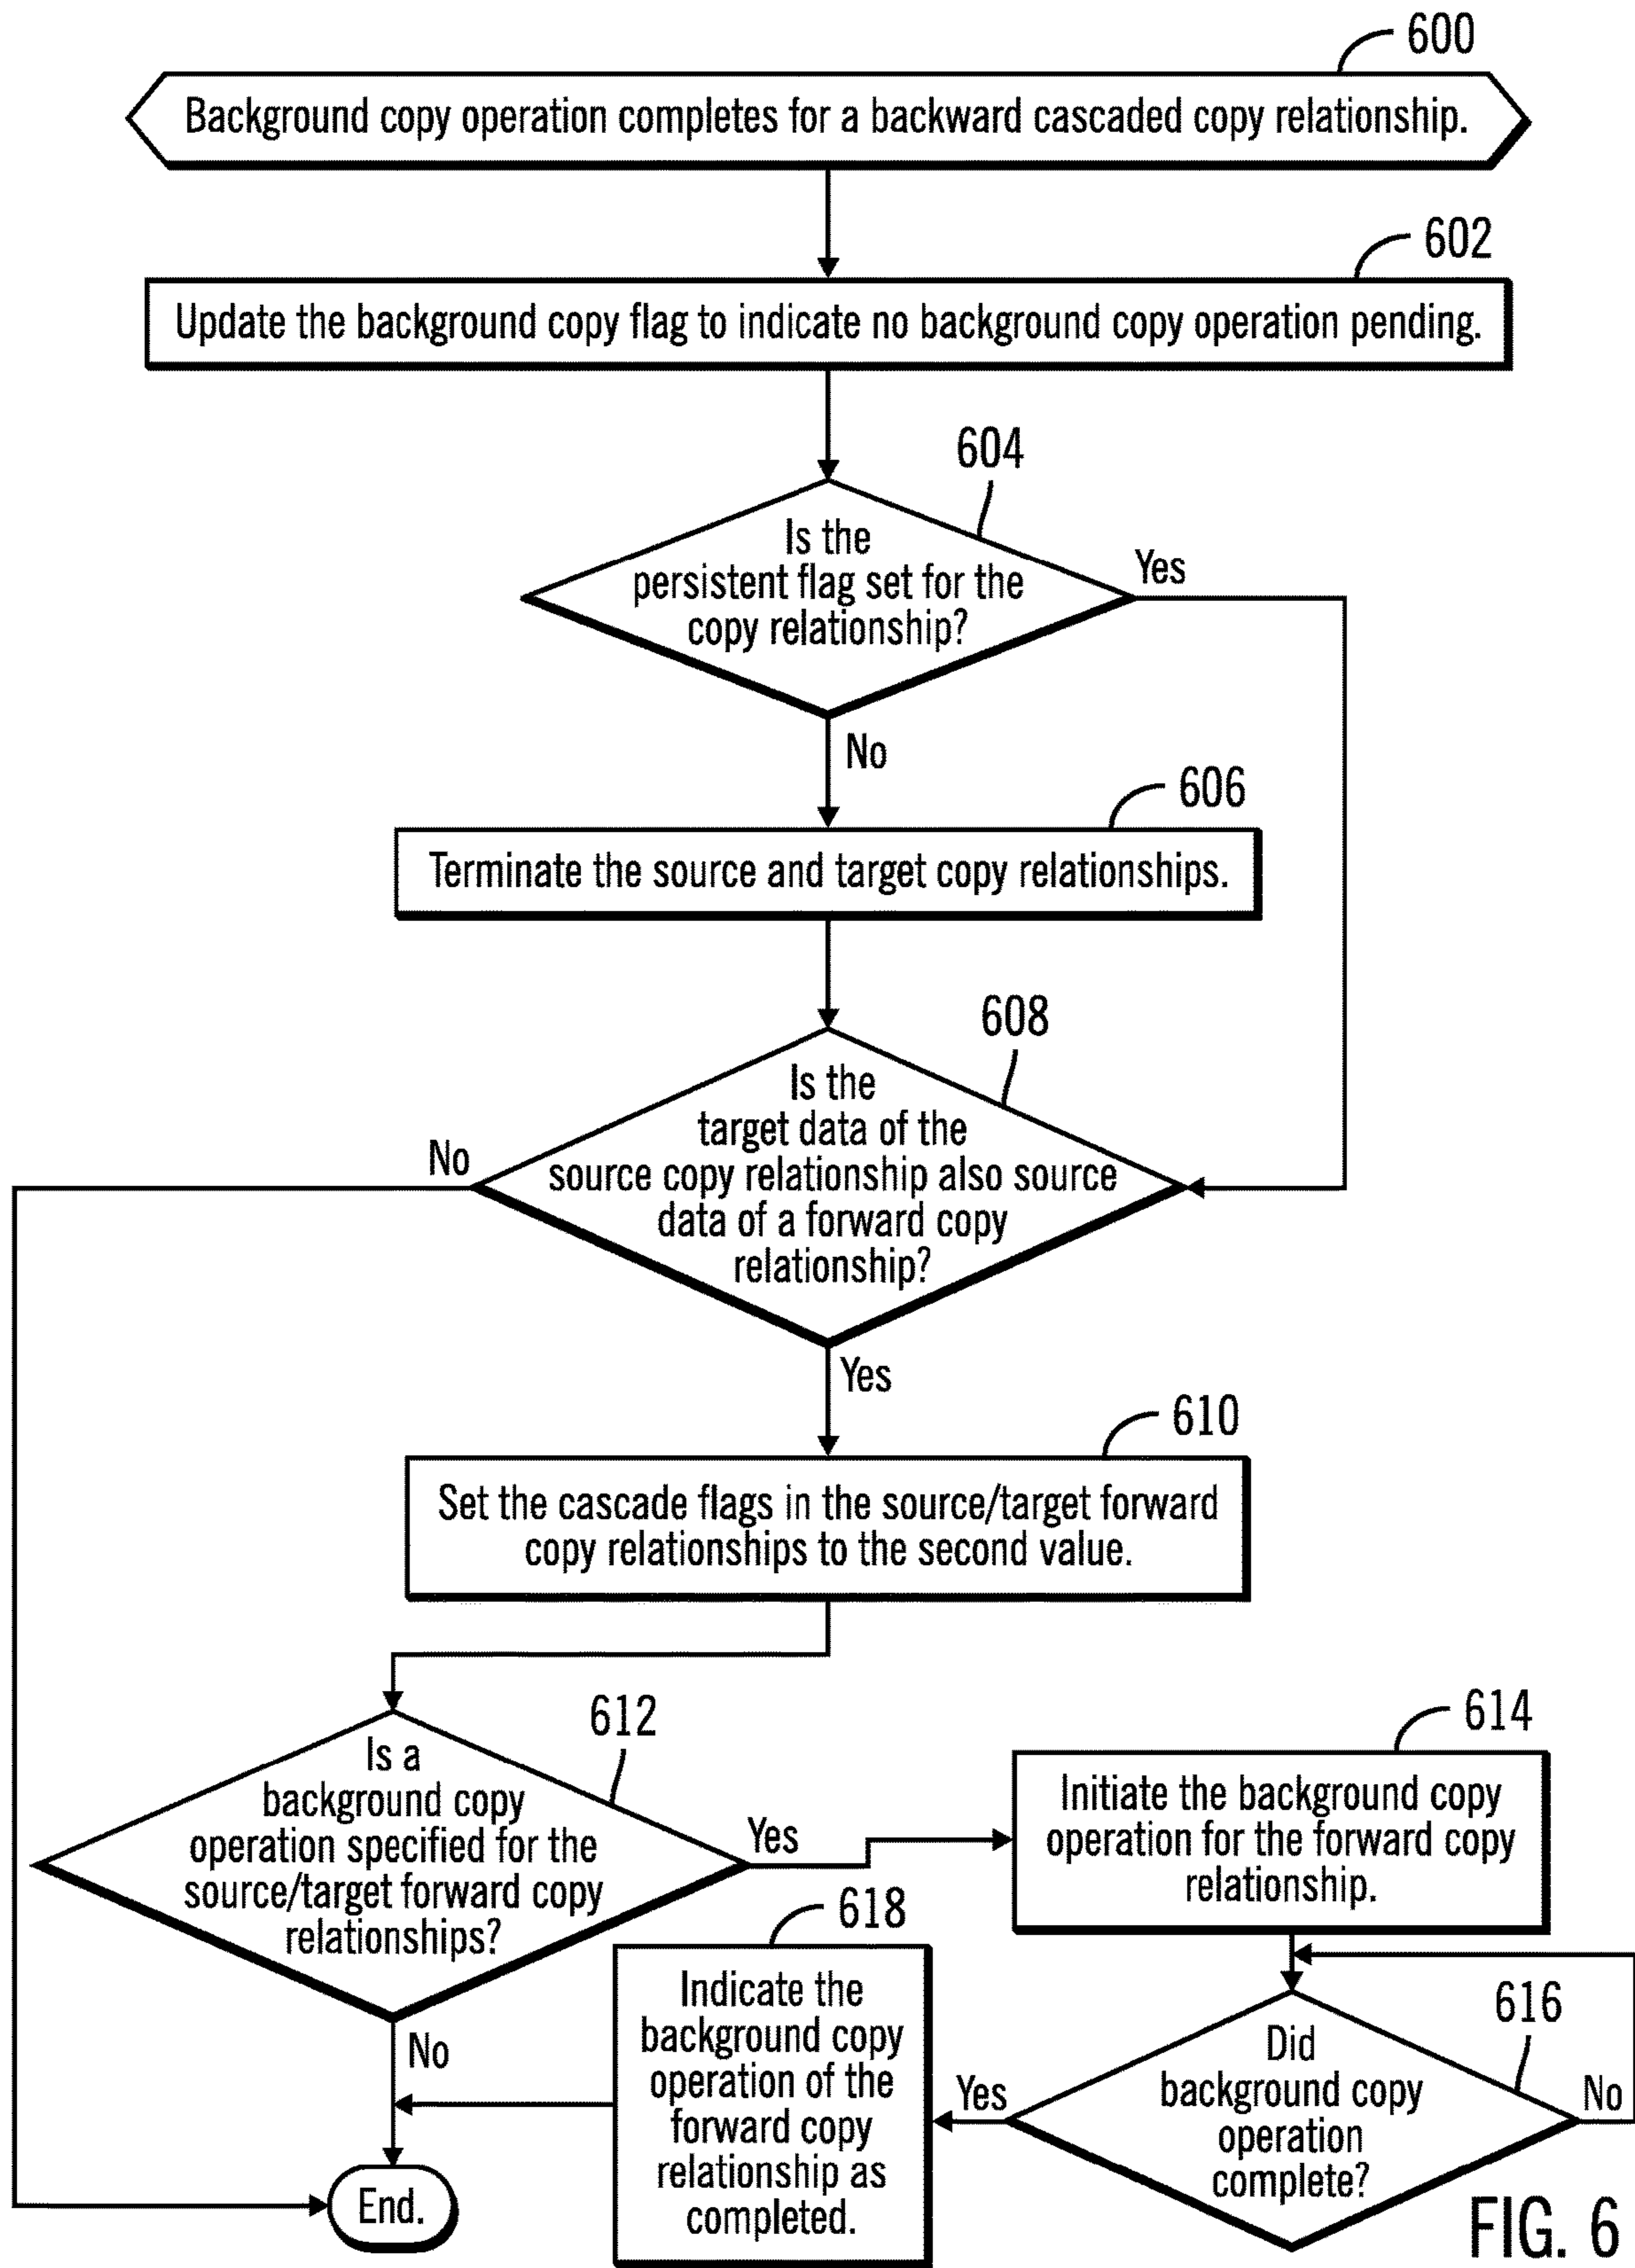 600
Background copy operation completes for a backward cascaded copy relationship.
602
Update the background copy flag to indicate no background copy operation pending.
604
Is the
persistent flag set for the
copy relationship?
Yes
No
606
Terminate the source and target copy relationships.
608
Is the
target data of the
source copy relationship also source
data of a forward copy
relationship?
No
Yes
610
Set the cascade flags in the source/target forward
copy relationships to the second value.
612
Is a
background copy
operation specified for the
source/target forward copy
relationships?
Yes
No
614
Initiate the background copy
operation for the forward copy
relationship.
616
Did
background copy
operation
complete?
Yes
No
618
Indicate the
background copy
operation of the
forward copy
relationship as
completed.
End.
FIG. 6